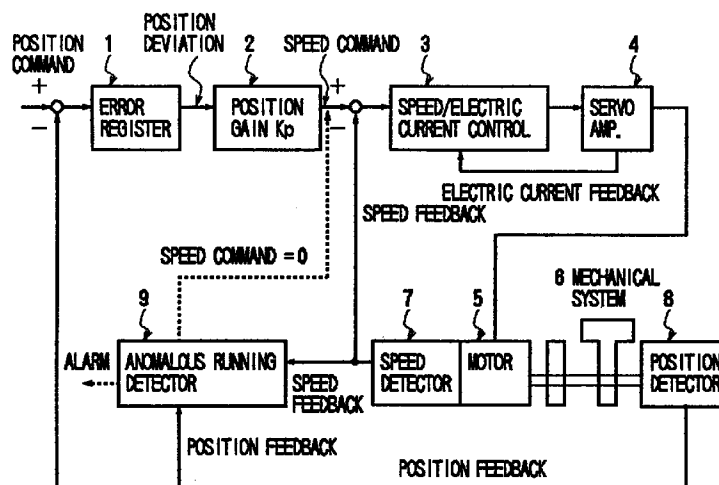 POSITION
COMMAND
1
POSITION
DEVIATION
2
SPEED COMMAND
3
4
+
−
ERROR
REGISTER
POSITION
GAIN Kp
+
−
SPEED/ELECTRIC
CURRENT CONTROL
SERVO
AMP.
ELECTRIC CURRENT FEEDBACK
SPEED FEEDBACK
SPEED COMMAND = 0
9
7
5
6 MECHANICAL
SYSTEM
8
ALARM
ANOMALOUS RUNNING
DETECTOR
SPEED
FEEDBACK
SPEED
DETECTOR
MOTOR
POSITION
DETECTOR
POSITION FEEDBACK
POSITION FEEDBACK